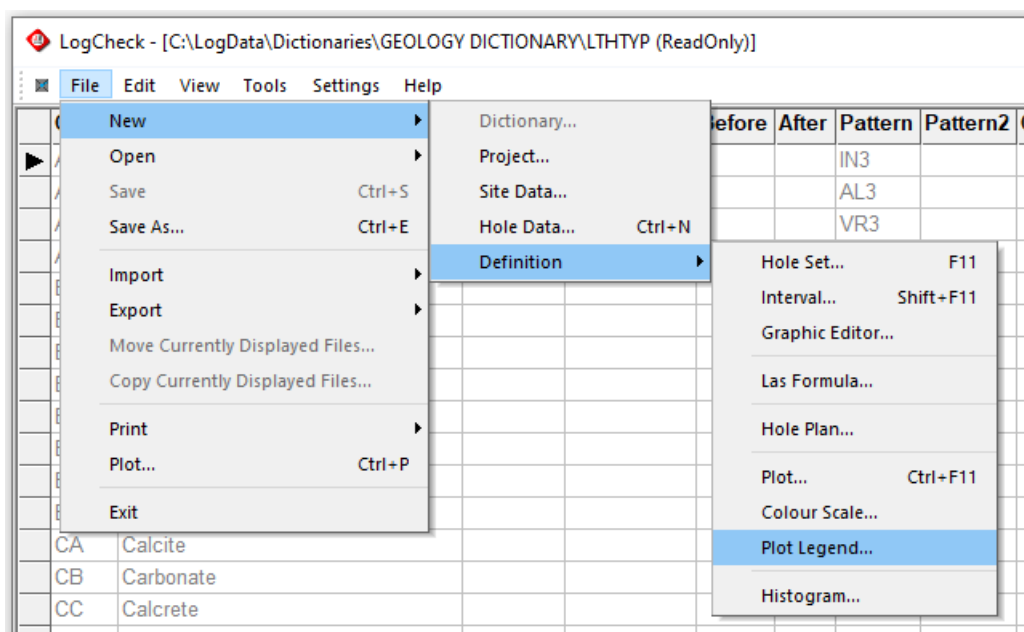 LogCheck - [C:\LogData\Dictionaries\GEOLOGY DICTIONARY\LTHTYP (ReadOnly)]
File Edit View Tools Settings Help
New
Open
Save Ctrl+S
Save As... Ctrl+E
Import
Export
Move Currently Displayed Files...
Copy Currently Displayed Files...
Print
Plot... Ctrl+P
Exit
Dictionary...
Project...
Site Data...
Hole Data... Ctrl+N
Definition
Hole Set... F11
Interval... Shift+F11
Graphic Editor...
Las Formula...
Hole Plan...
Plot... Ctrl+F11
Colour Scale...
Plot Legend...
Histogram...
After Pattern Pattern2
IN3
AL3
VR3
CA Calcite
CB Carbonate
CC Calcrete